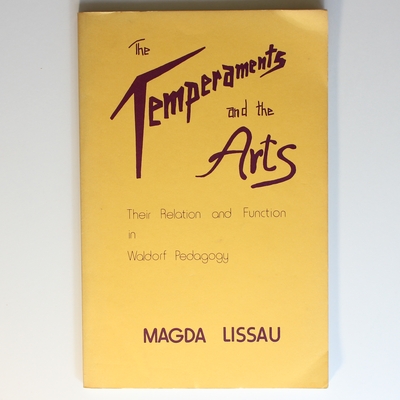 The
Temperaments
and the
Arts
Their Relation and Function
in
Waldorf Pedagogy
MAGDA LISSAU